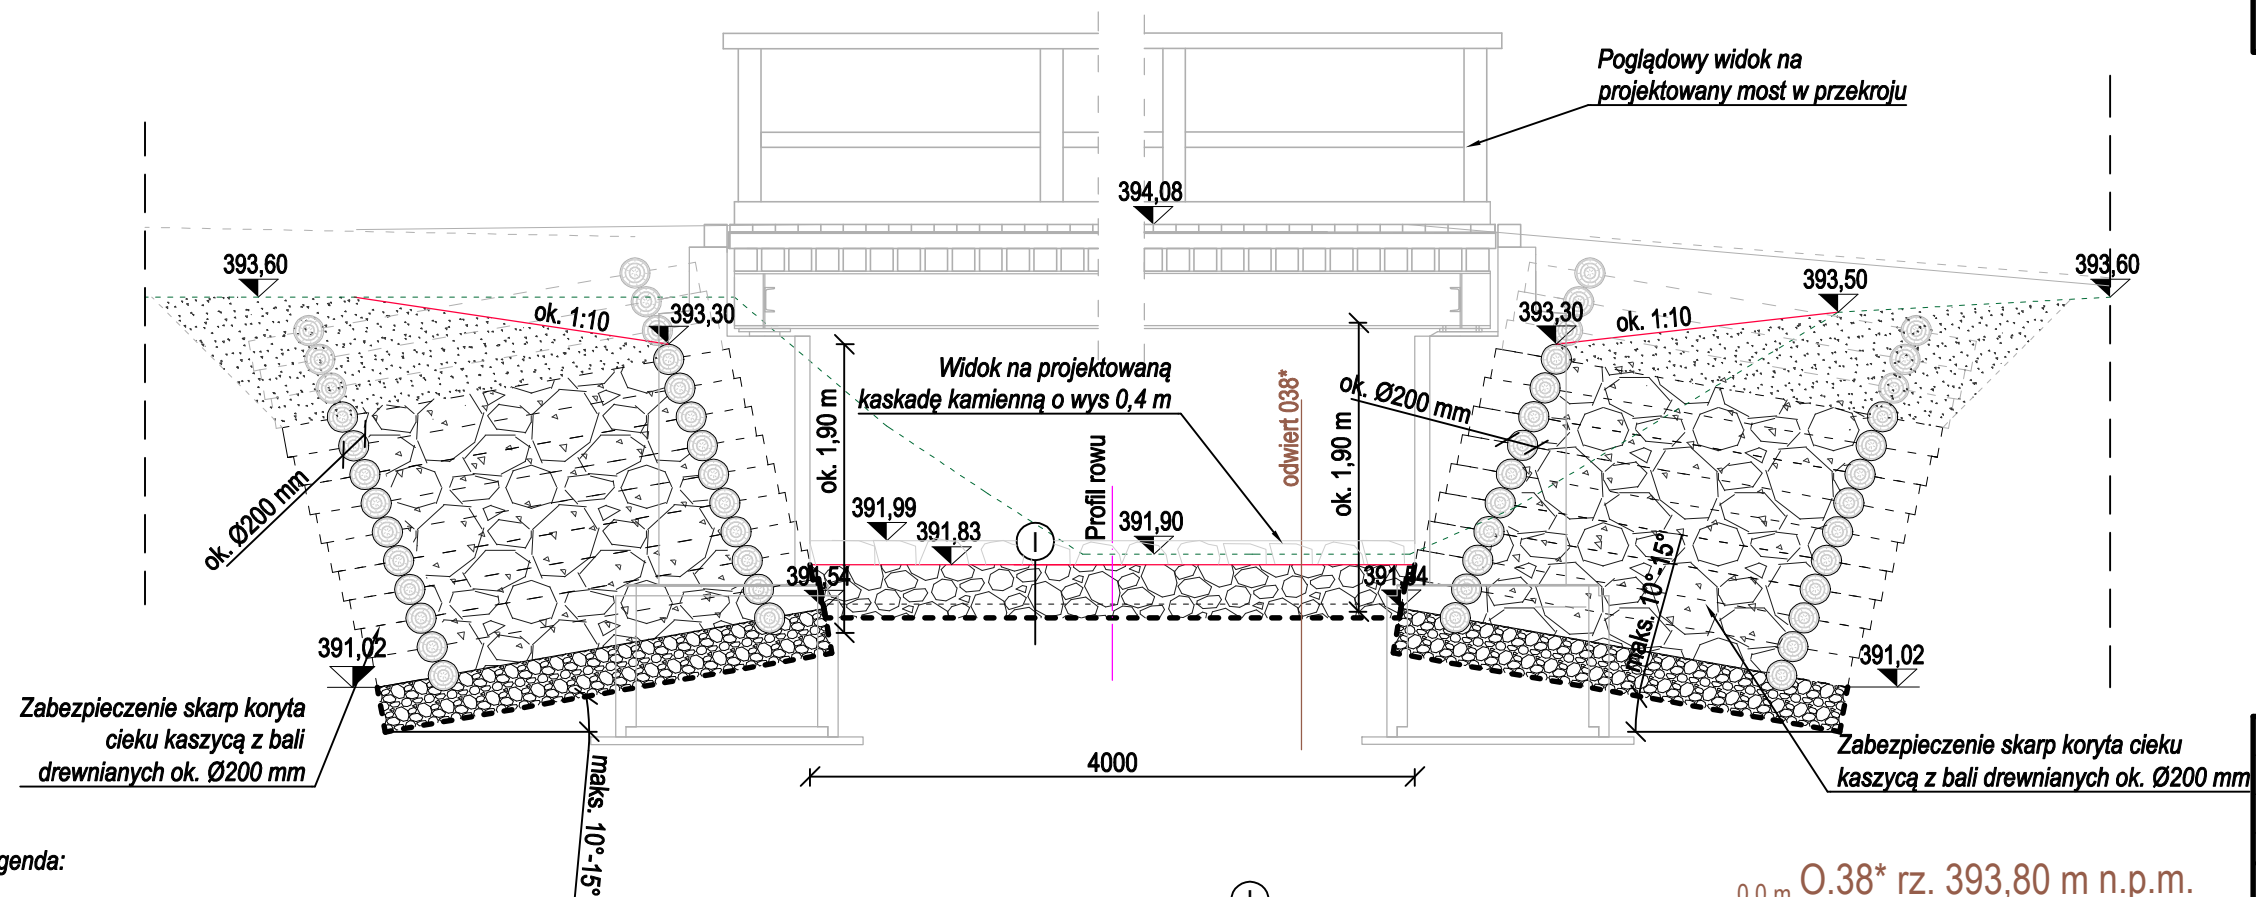 Poglądowy widok na
projektowany most w przekroju
394,08
393,60
393,50
393,60
ok. 1:10
393,30
393,30
ok. 1:10
Widok na projektowaną
kaskadę kamienną o wys 0,4 m
ok. Ø200 mm
ok. Ø200 mm
ok. 1,90 m
ok. 1,90 m
odwiert 038*
Profil rowu
391,99
391,83
391,90
I
391,54
maks. 10°-15°
391,02
391,02
Zabezpieczenie skarp koryta
cieku kaszycą z bali
drewnianych ok. Ø200 mm
Zabezpieczenie skarp koryta cieku
kaszycą z bali drewnianych ok. Ø200 mm
4000
maks. 10°-15°
genda:
0,0 m O.38* rz. 393,80 m n.p.m.